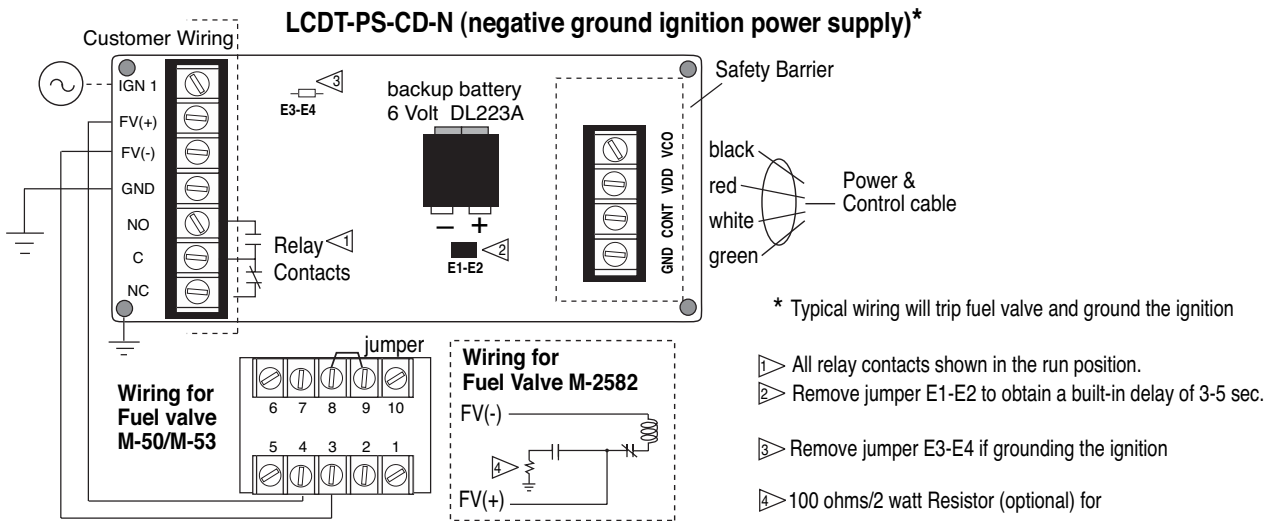 LCDT-PS-CD-N (negative ground ignition power supply)*
Customer Wiring
IGN 1
FV(+)
FV(-)
GND
NO
C
NC
3
E3-E4
backup battery
6 Volt DL223A
– +
2
E1-E2
Relay 1
Contacts
Safety Barrier
VCO
VDD
CONT
GND
black
red
white
green
Power &
Control cable
jumper
Wiring for
Fuel valve
M-50/M-53
6 7 8 9 10
5 4 3 2 1
Wiring for
Fuel Valve M-2582
FV(-)
4
FV(+)
* Typical wiring will trip fuel valve and ground the ignition
1 All relay contacts shown in the run position.
2 Remove jumper E1-E2 to obtain a built-in delay of 3-5 sec.
3 Remove jumper E3-E4 if grounding the ignition
4 100 ohms/2 watt Resistor (optional) for